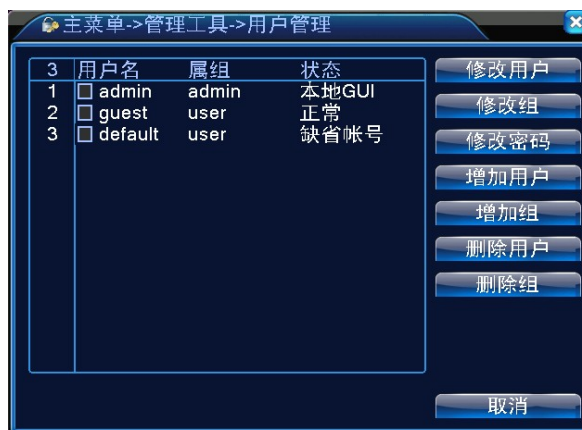 主菜单->管理工具->用户管理
3 用户名 属组 状态
1 admin admin 本地GUI
2 guest user 正常
3 default user 缺省帐号
修改用户
修改组
修改密码
增加用户
增加组
删除用户
删除组
取消